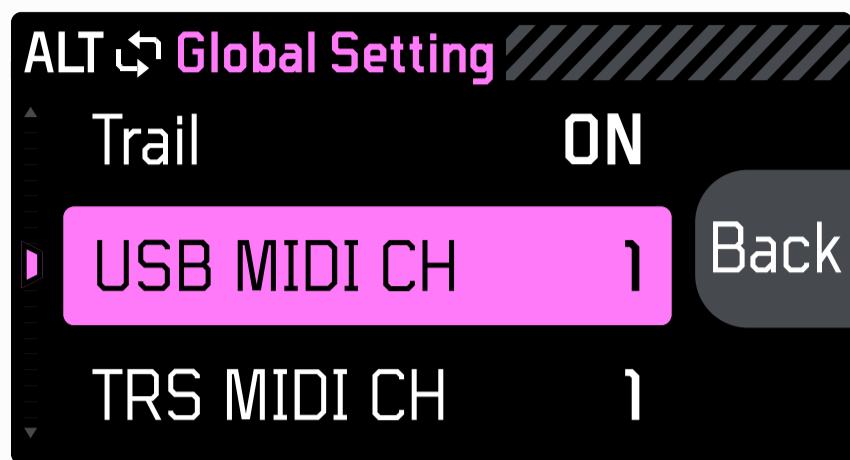 ALT Global Setting
Trail ON
USB MIDI CH 1
Back
TRS MIDI CH 1